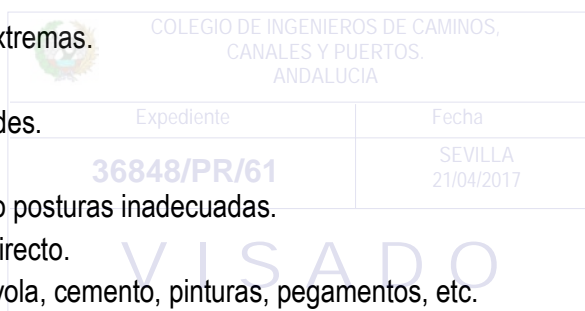 COLEGIO DE INGENIEROS DE CAMINOS,
CANALES Y PUERTOS.
ANDALUCIA
Expediente
Fecha
36848/PR/61
SEVILLA
21/04/2017
VISADO
xtremas.
des.
o posturas inadecuadas.
irecto.
yola, cemento, pinturas, pegamentos, etc.